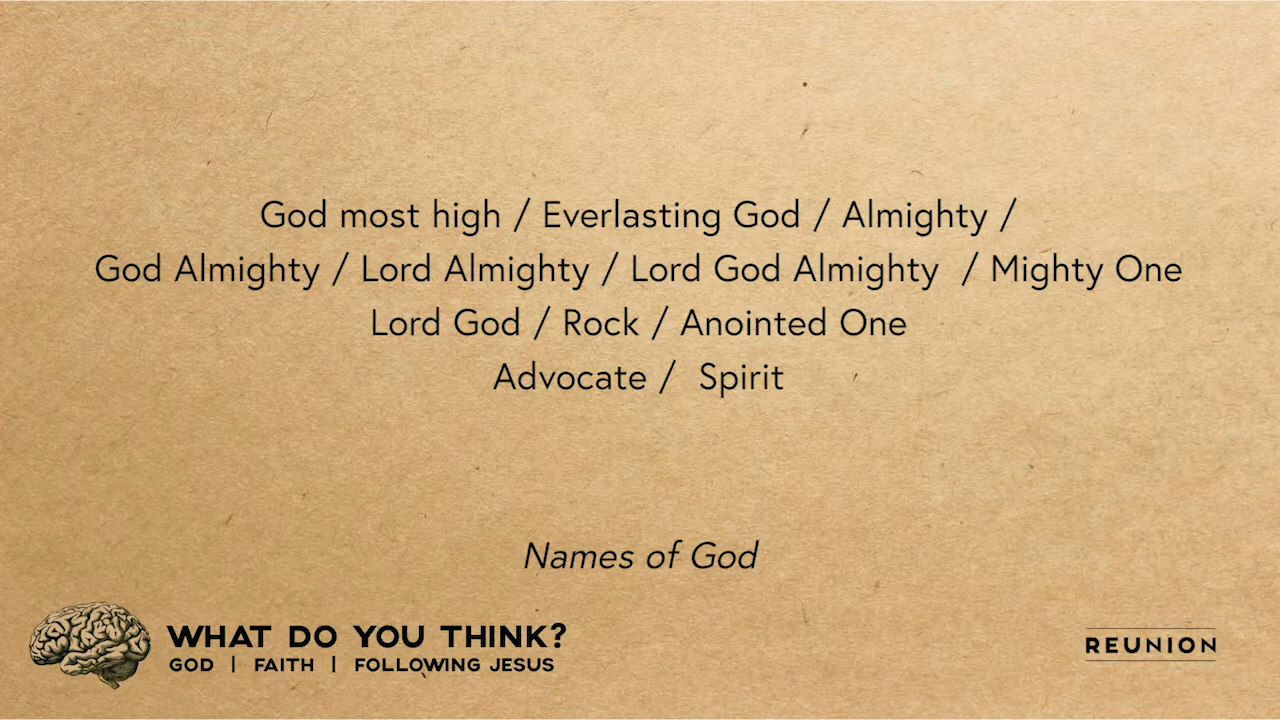 God most high / Everlasting God / Almighty /
God Almighty / Lord Almighty / Lord God Almighty  / Mighty One
Lord God / Rock / Anointed One
Advocate /  Spirit
Names of God
WHAT DO YOU THINK?
GOD | FAITH | FOLLOWING JESUS
REUNION